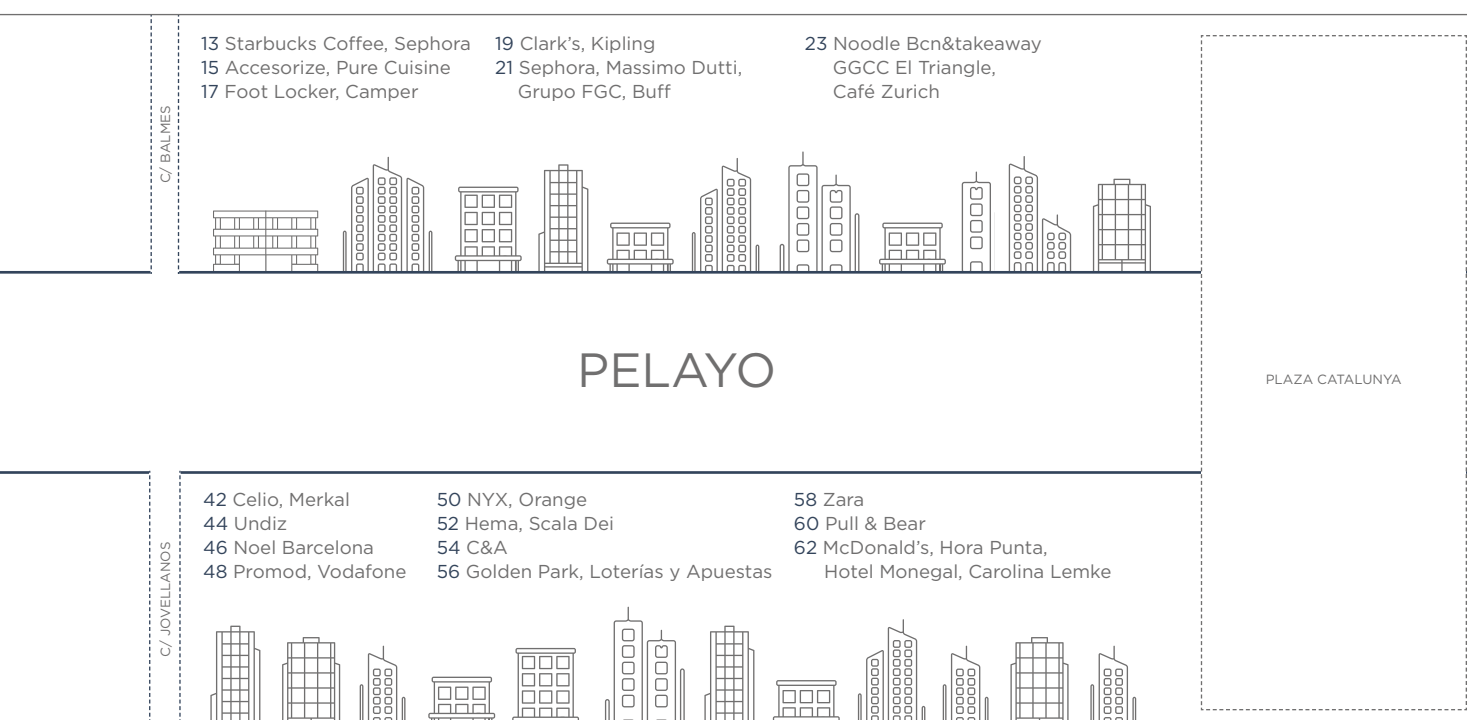 13 Starbucks Coffee, Sephora
15 Accesorize, Pure Cuisine
17 Foot Locker, Camper
19 Clark's, Kipling
21 Sephora, Massimo Dutti,
Grupo FGC, Buff
23 Noodle Bcn&takeaway
GGCC El Triangle,
Café Zurich
C/ BALMES
PELAYO
PLAZA CATALUNYA
42 Celio, Merkal
44 Undiz
46 Noel Barcelona
48 Promod, Vodafone
50 NYX, Orange
52 Hema, Scala Dei
54 C&A
56 Golden Park, Loterías y Apuestas
58 Zara
60 Pull & Bear
62 McDonald's, Hora Punta,
Hotel Monegal, Carolina Lemke
C/ JOVELLANOS